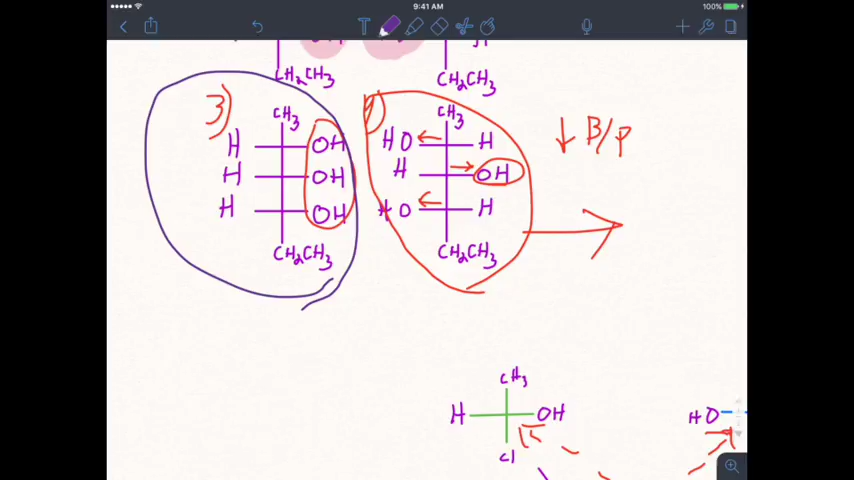 9:41 AM
100%
T
CH2CH3
CH2CH3
3)
CH3
H OH
H OH
H OH
CH2CH3
CH3
HO H
H OH
HO H
CH2CH3
↓ B/P
CH3
H OH
Cl
HO